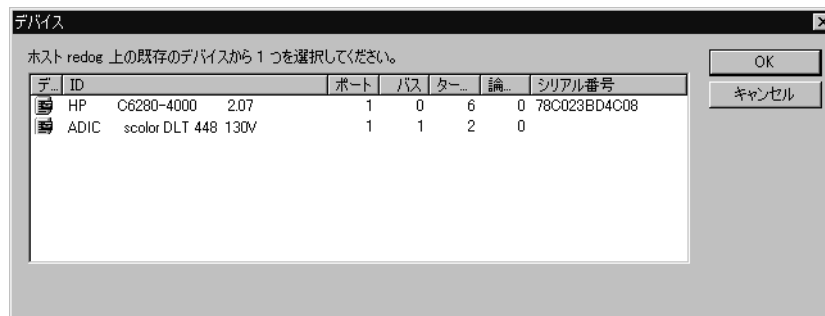 デバイス
ホスト redog 上の既存のデバイスから 1 つを選択してください。
OK
キャンセル
デ... ID ポート バス ター... 論... シリアル番号
HP C6280-4000 2.07 1 0 6 0 78C023BD4C08
ADIC scolor DLT 448 130V 1 1 2 0